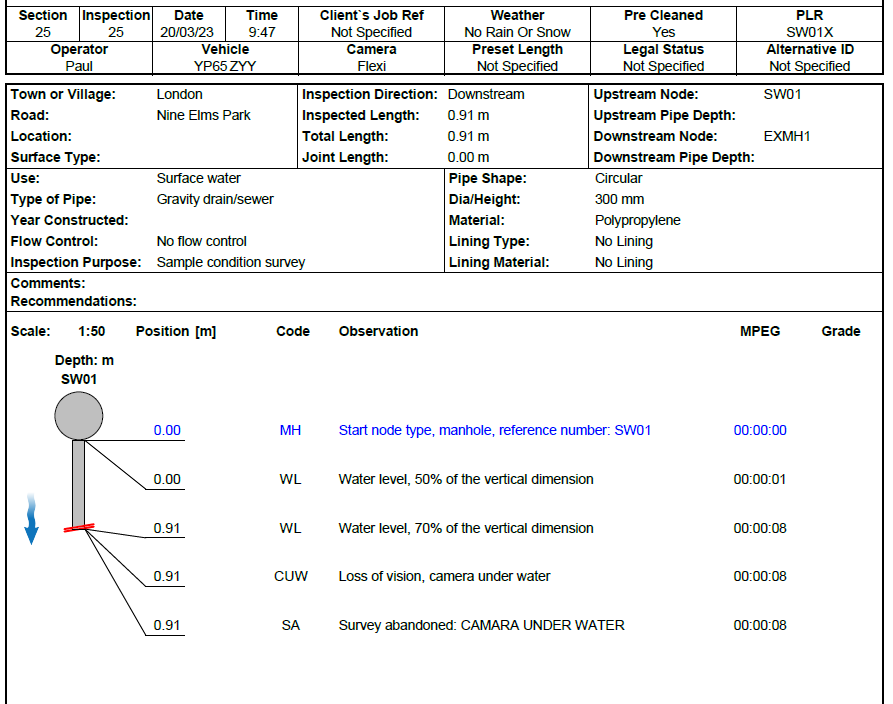 Section Inspection Date Time Client`s Job Ref Weather Pre Cleaned PLR
25 25 20/03/23 9:47 Not Specified No Rain Or Snow Yes SW01X
Operator Vehicle Camera Preset Length Legal Status Alternative ID
Paul YP65 ZYY Flexi Not Specified Not Specified Not Specified
Town or Village: London Inspection Direction: Downstream Upstream Node: SW01
Road: Nine Elms Park Inspected Length: 0.91 m Upstream Pipe Depth:
Location: Total Length: 0.91 m Downstream Node: EXMH1
Surface Type: Joint Length: 0.00 m Downstream Pipe Depth:
Use: Surface water Pipe Shape: Circular
Type of Pipe: Gravity drain/sewer Dia/Height: 300 mm
Year Constructed: Material: Polypropylene
Flow Control: No flow control Lining Type: No Lining
Inspection Purpose: Sample condition survey Lining Material: No Lining
Comments:
Recommendations:
Scale: 1:50 Position [m] Code Observation MPEG Grade
Depth: m
SW01
0.00 MH Start node type, manhole, reference number: SW01 00:00:00
0.00 WL Water level, 50% of the vertical dimension 00:00:01
0.91 WL Water level, 70% of the vertical dimension 00:00:08
0.91 CUW Loss of vision, camera under water 00:00:08
0.91 SA Survey abandoned: CAMARA UNDER WATER 00:00:08